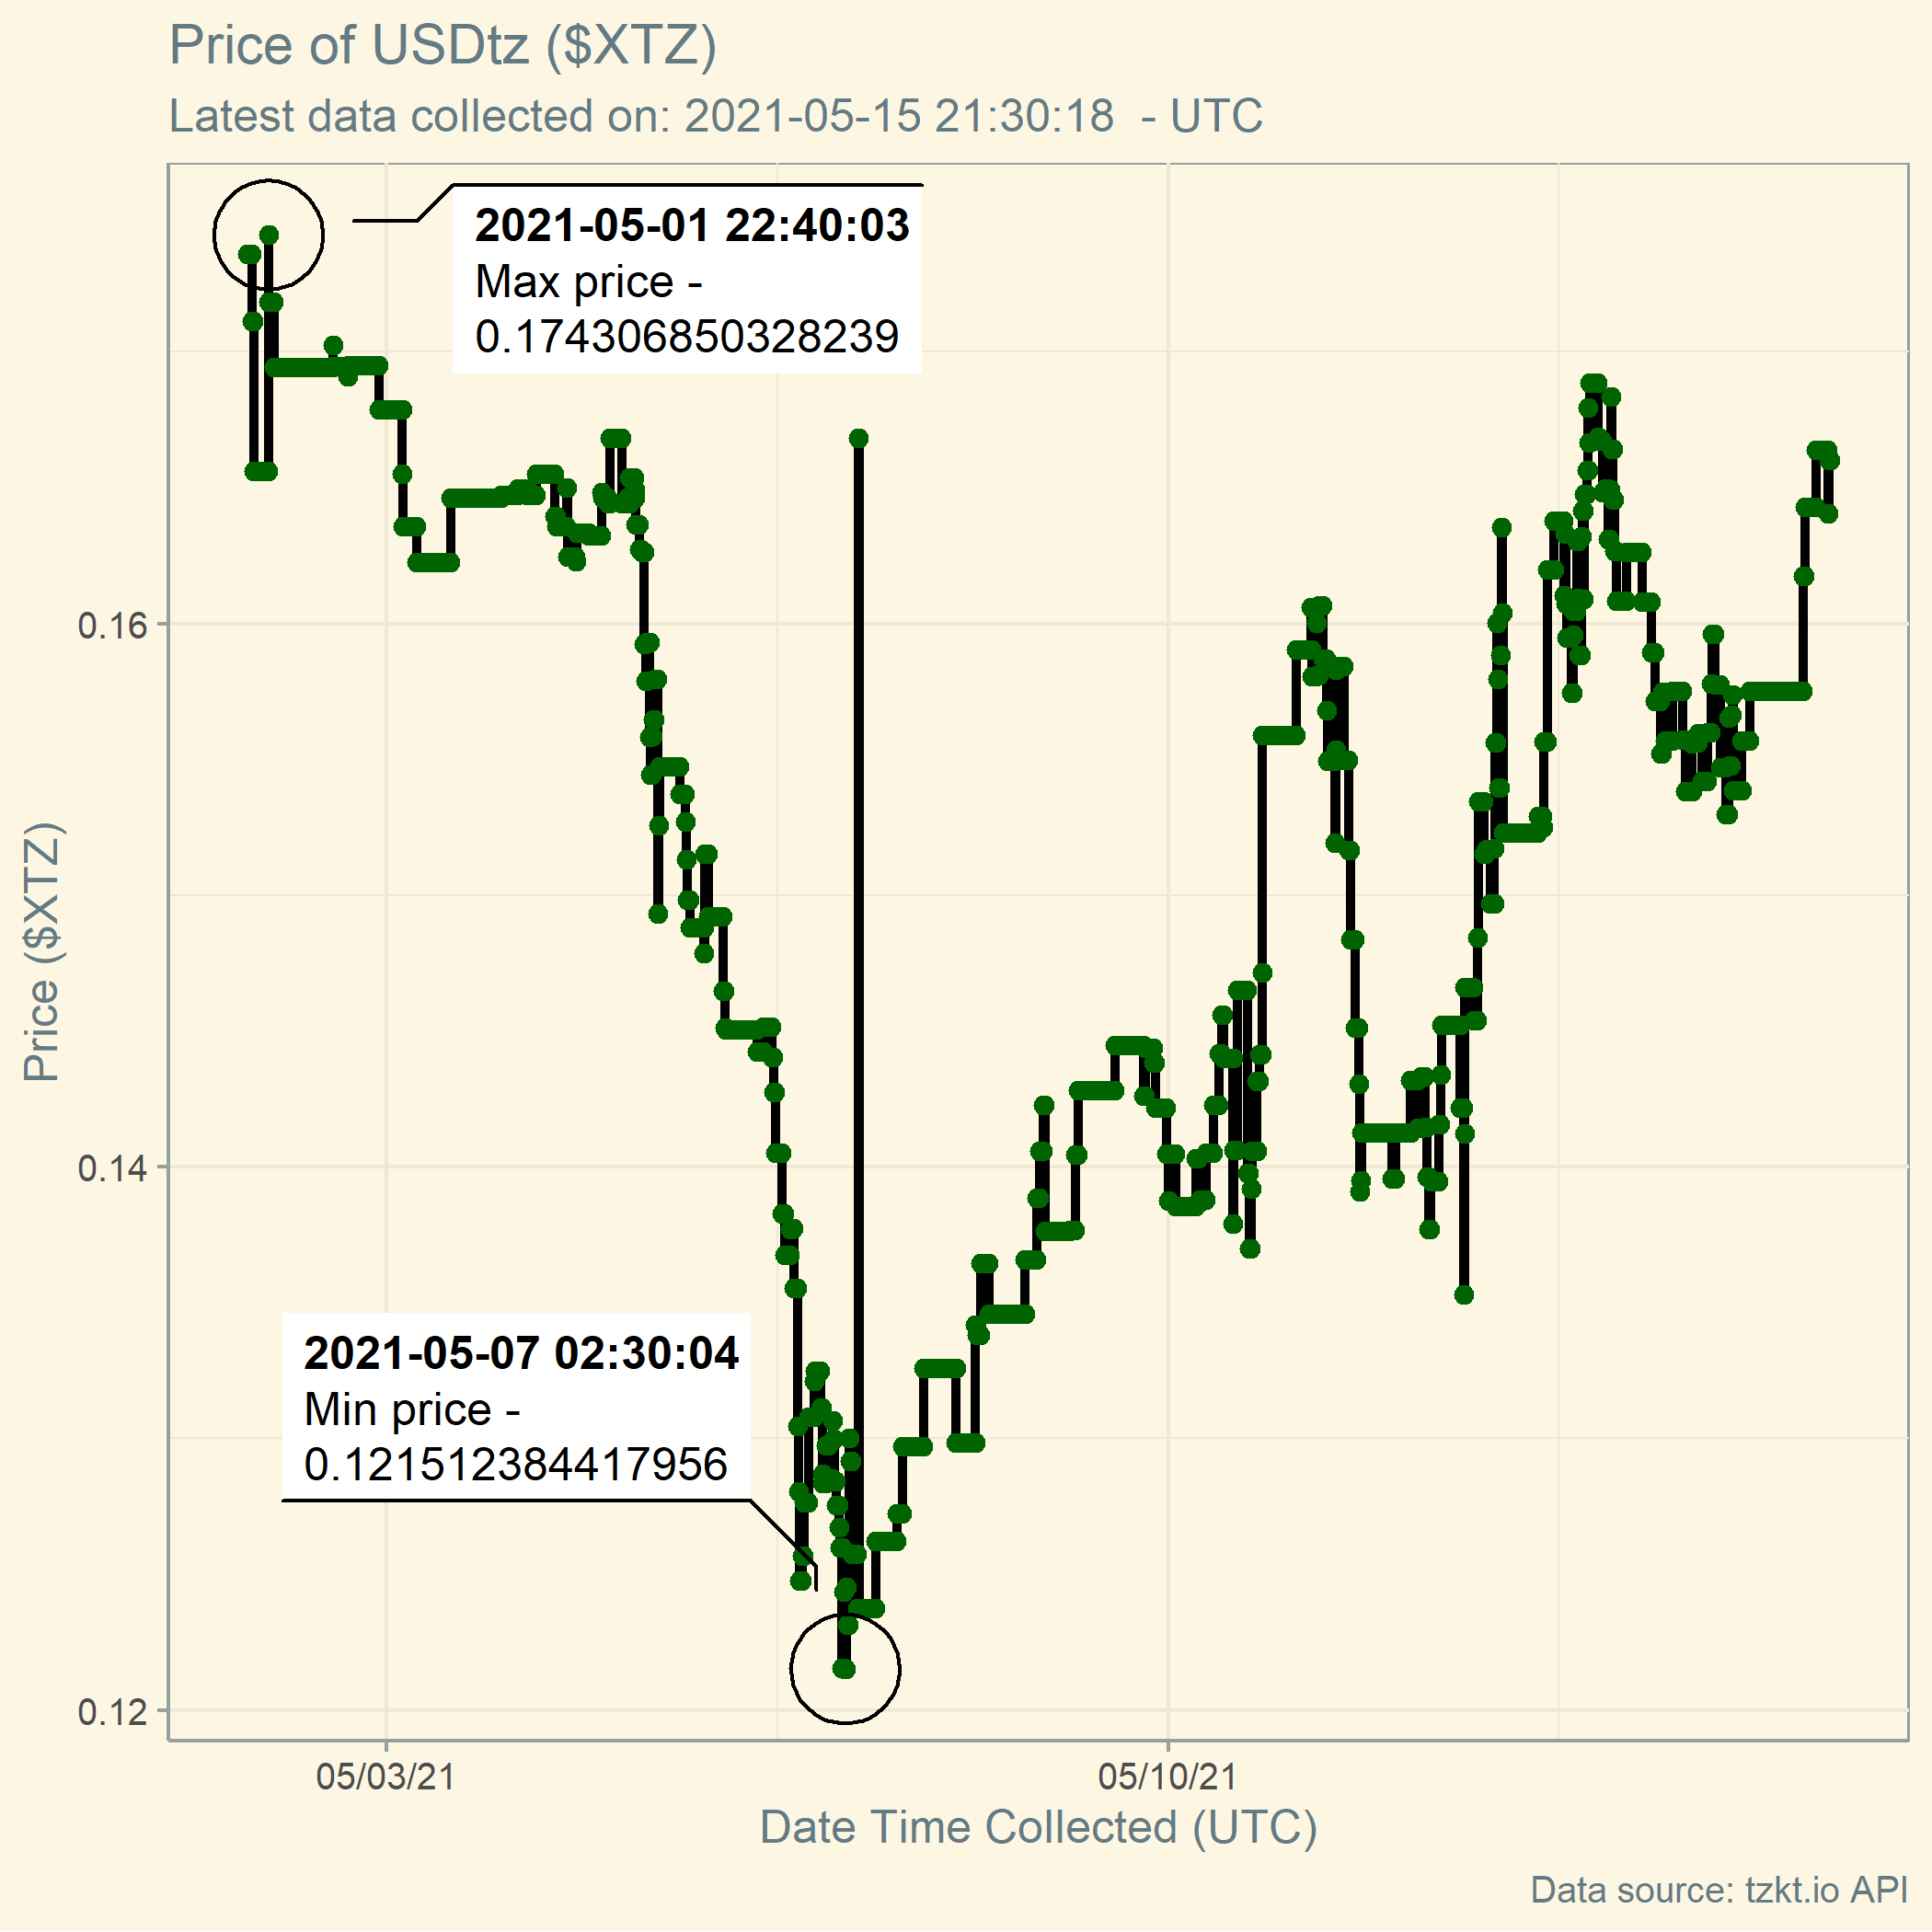 Price of USDtz ($XTZ)
Latest data collected on: 2021-05-15 21:30:18  - UTC
2021-05-01 22:40:03
Max price -
0.174306850328239
0.16
Price ($XTZ)
0.14
2021-05-07 02:30:04
Min price -
0.121512384417956
0.12
05/03/21
05/10/21
Date Time Collected (UTC)
Data source: tzkt.io API